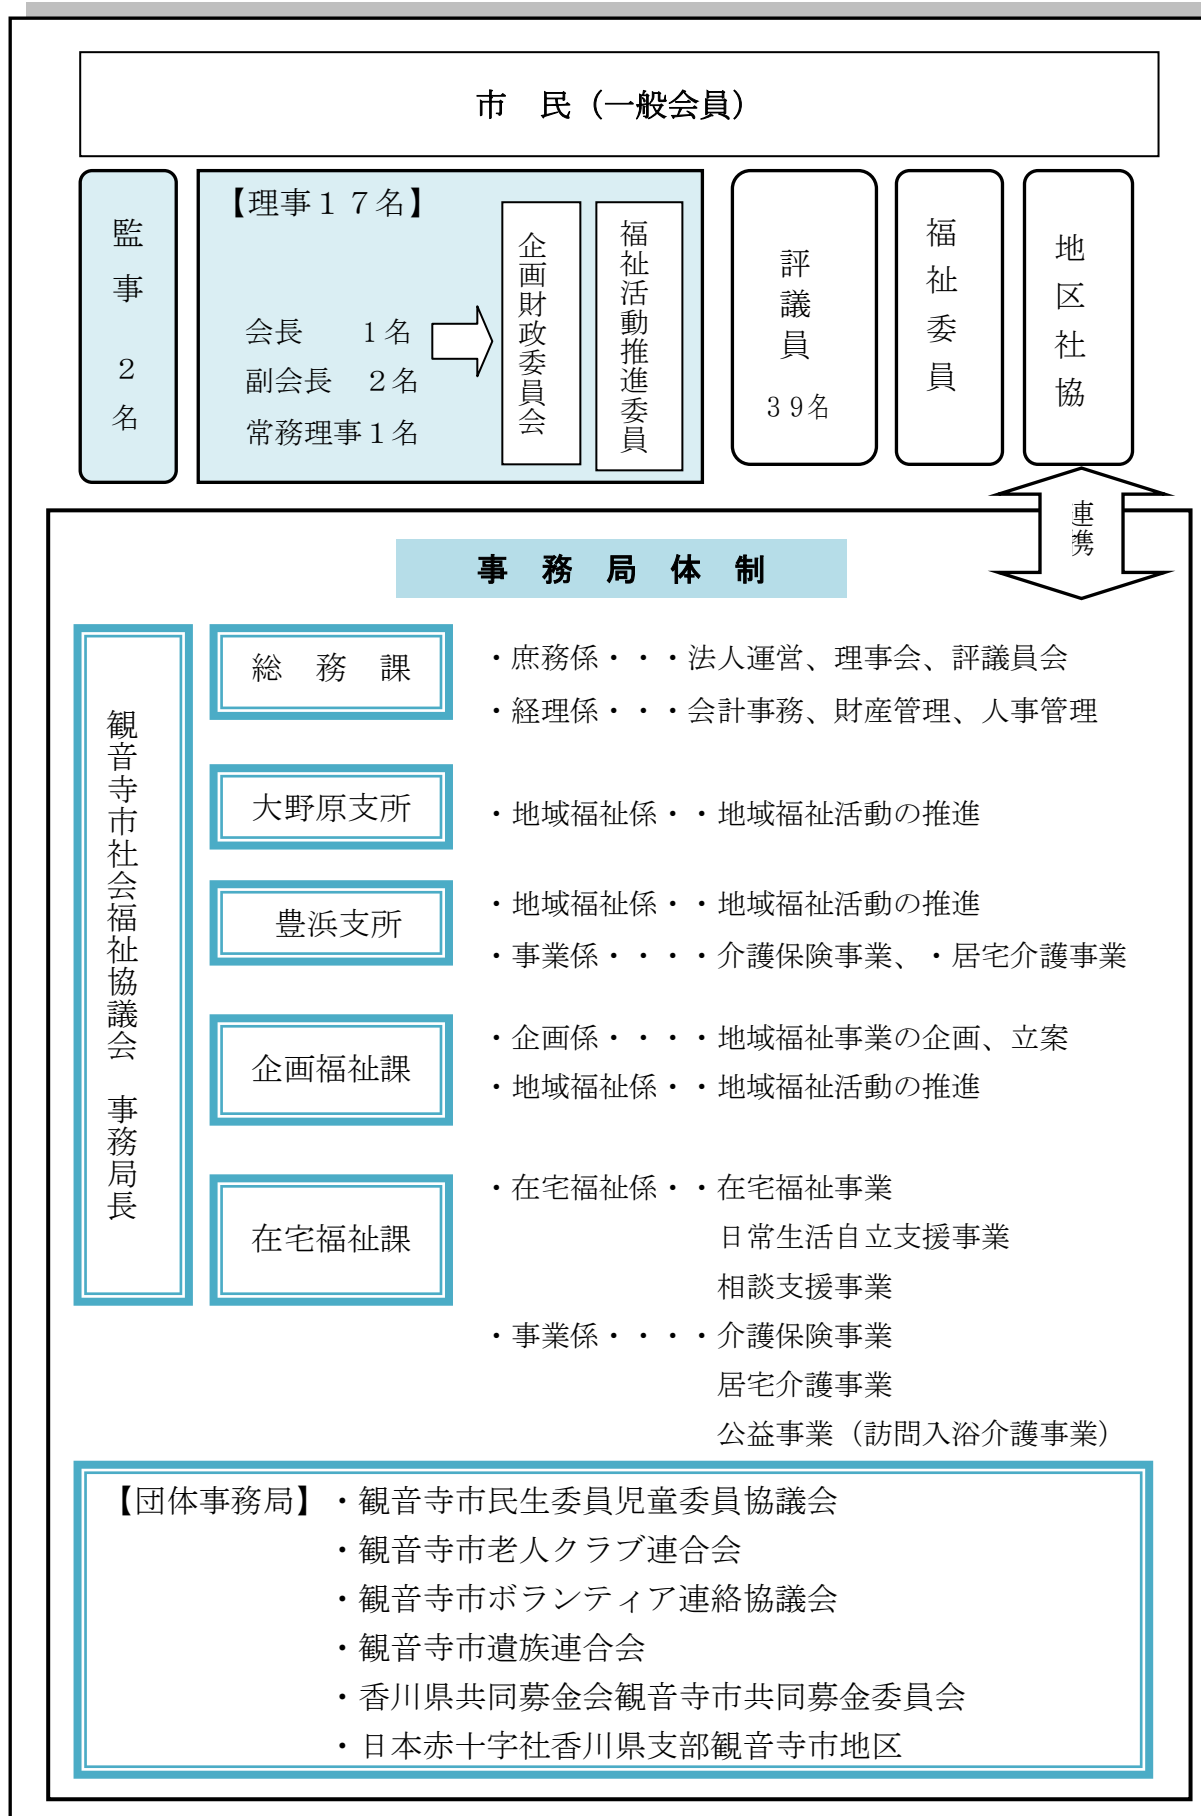 市　民（一般会員）
監事　２名
【理事１７名】
会長　　１名
副会長　２名
常務理事１名
企画財政委員会
福祉活動推進委員
評議員
３９名
福祉委員
地区社協
連携
事　務　局　体　制
観音寺市社会福祉協議会　事務局長
総　務　課
・庶務係・・・法人運営、理事会、評議員会
・経理係・・・会計事務、財産管理、人事管理
大野原支所
・地域福祉係・・地域福祉活動の推進
豊浜支所
・地域福祉係・・地域福祉活動の推進
・事業係・・・・介護保険事業、・居宅介護事業
企画福祉課
・企画係・・・・地域福祉事業の企画、立案
・地域福祉係・・地域福祉活動の推進
在宅福祉課
・在宅福祉係・・在宅福祉事業
日常生活自立支援事業
相談支援事業
・事業係・・・・介護保険事業
居宅介護事業
公益事業（訪問入浴介護事業）
【団体事務局】・観音寺市民生委員児童委員協議会
・観音寺市老人クラブ連合会
・観音寺市ボランティア連絡協議会
・観音寺市遺族連合会
・香川県共同募金会観音寺市共同募金委員会
・日本赤十字社香川県支部観音寺市地区